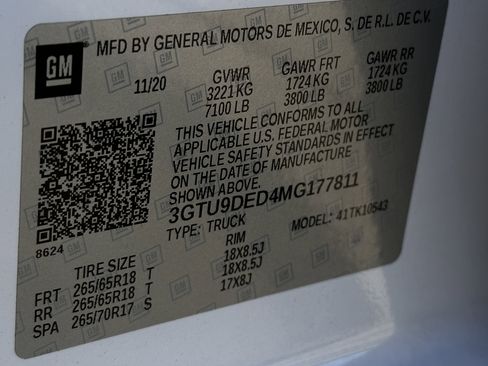 GM
MFD BY GENERAL MOTORS DE MEXICO, S. DE R.L. DE C.V.
11/20 GVWR GAWR FRT GAWR RR
3221 KG 1724 KG 1724 KG
7100 LB 3800 LB 3800 LB
THIS VEHICLE CONFORMS TO ALL
APPLICABLE U.S. FEDERAL MOTOR
VEHICLE SAFETY STANDARDS IN EFFECT
ON THE DATE OF MANUFACTURE
SHOWN ABOVE.
3GTU9DED4MG177811
TYPE: TRUCK MODEL: 41TK10543
8624
TIRE SIZE RIM
FRT 265/65R18 T 18X8.5J
RR 265/65R18 T 18X8.5J
SPA 265/70R17 S 17X8J